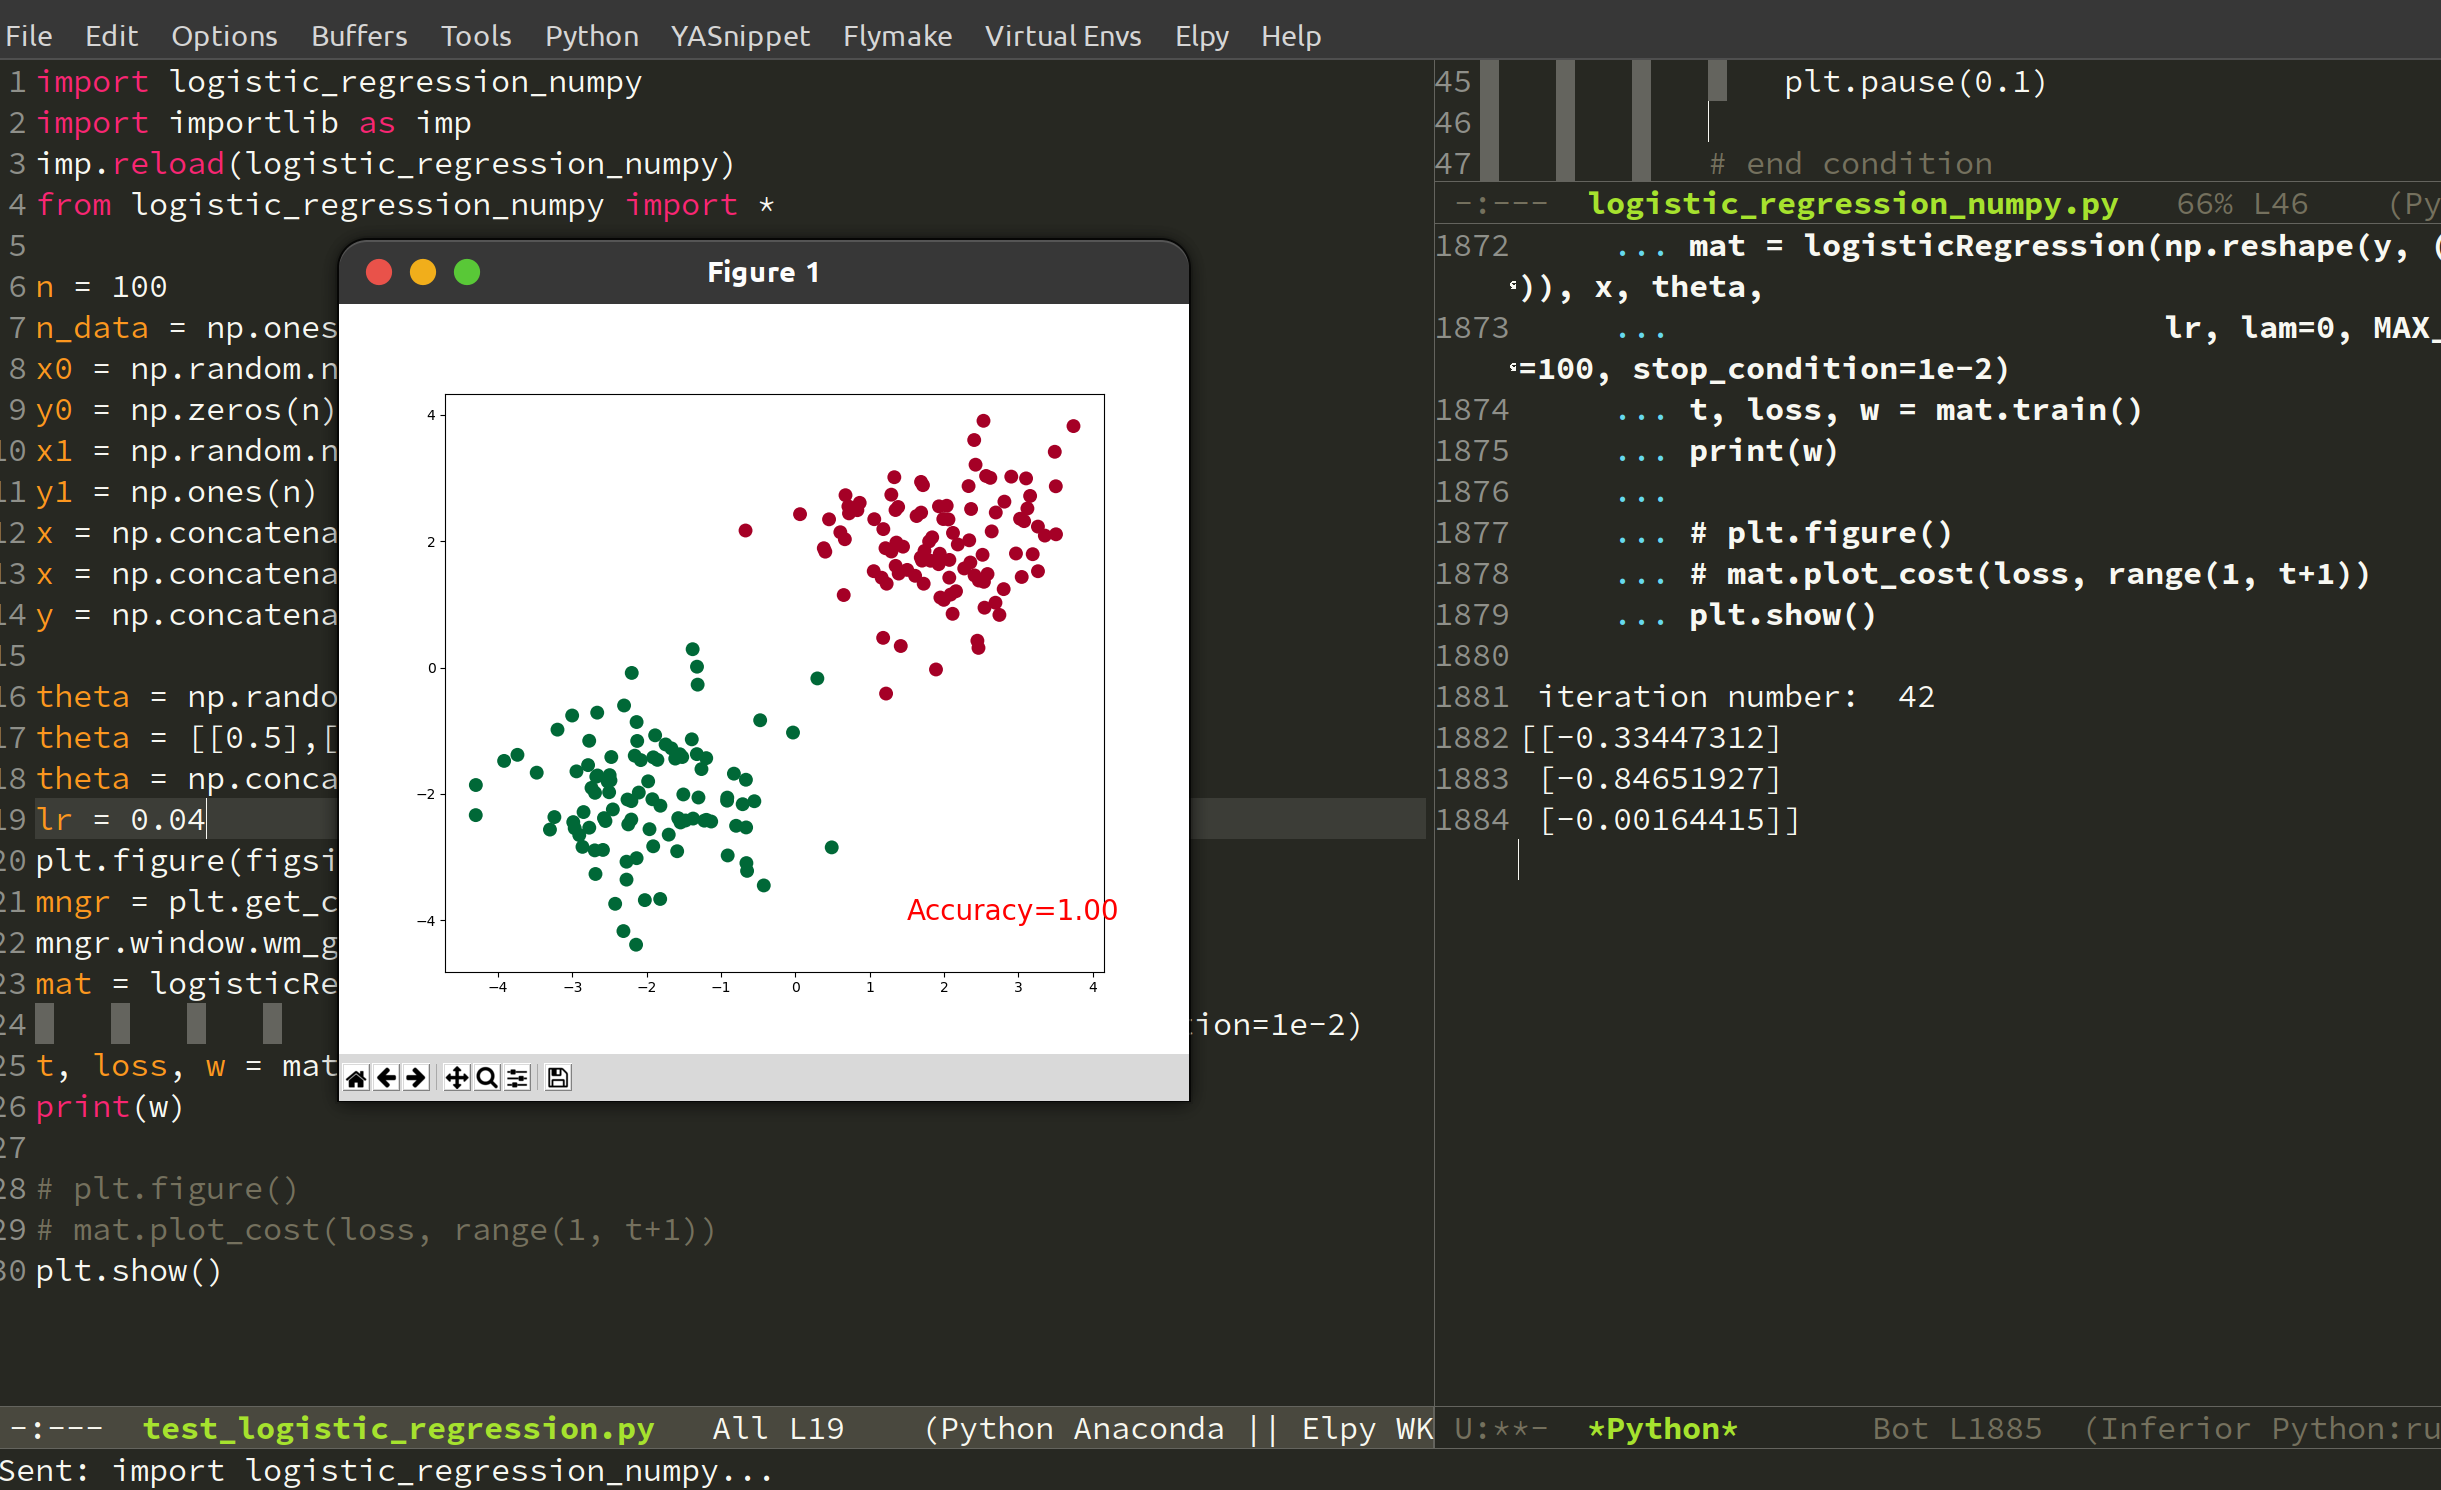 File Edit Options Buffers Tools Python YASnippet Flymake Virtual Envs Elpy Help
1 import logistic_regression_numpy
2 import importlib as imp
3 imp.reload(logistic_regression_numpy)
4 from logistic_regression_numpy import *
5
6 n = 100
7 n_data = np.ones
8 x0 = np.random.n
9 y0 = np.zeros(n)
10 x1 = np.random.n
11 y1 = np.ones(n)
12 x = np.concatena
13 x = np.concatena
14 y = np.concatena
15
16 theta = np.rando
17 theta = [[0.5],[
18 theta = np.conca
19 lr = 0.04
20 plt.figure(figsi
21 mngr = plt.get_c
22 mngr.window.wm_g
23 mat = logisticRe
24 ion=1e-2)
25 t, loss, w = mat
26 print(w)
27
28 # plt.figure()
29 # mat.plot_cost(loss, range(1, t+1))
30 plt.show()
Figure 1
4
2
0
−2
−4
Accuracy=1.00
−4 −3 −2 −1 0 1 2 3 4
-:--- test_logistic_regression.py All L19 (Python Anaconda || Elpy WK
Sent: import logistic_regression_numpy...
45 plt.pause(0.1)
46
47 # end condition
-:--- logistic_regression_numpy.py 66% L46 (Py
1872 ... mat = logisticRegression(np.reshape(y, (
)), x, theta,
1873 ... lr, lam=0, MAX_
=100, stop_condition=1e-2)
1874 ... t, loss, w = mat.train()
1875 ... print(w)
1876 ...
1877 ... # plt.figure()
1878 ... # mat.plot_cost(loss, range(1, t+1))
1879 ... plt.show()
1880
1881 iteration number: 42
1882 [[-0.33447312]
1883 [-0.84651927]
1884 [-0.00164415]]
U:**- *Python* Bot L1885 (Inferior Python:ru